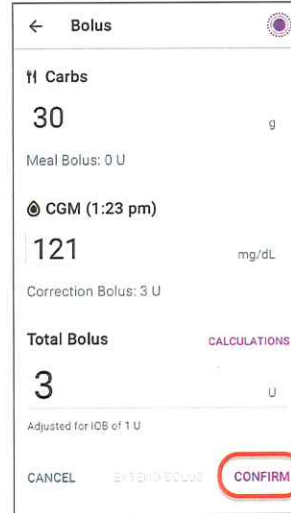 Bolus
Carbs
30 g
Meal Bolus: 0 U
CGM (1:23 pm)
121 mg/dL
Correction Bolus: 3 U
Total Bolus CALCULATIONS
3 U
Adjusted for IOB of 1 U
CANCEL EXTEND BOLUS CONFIRM